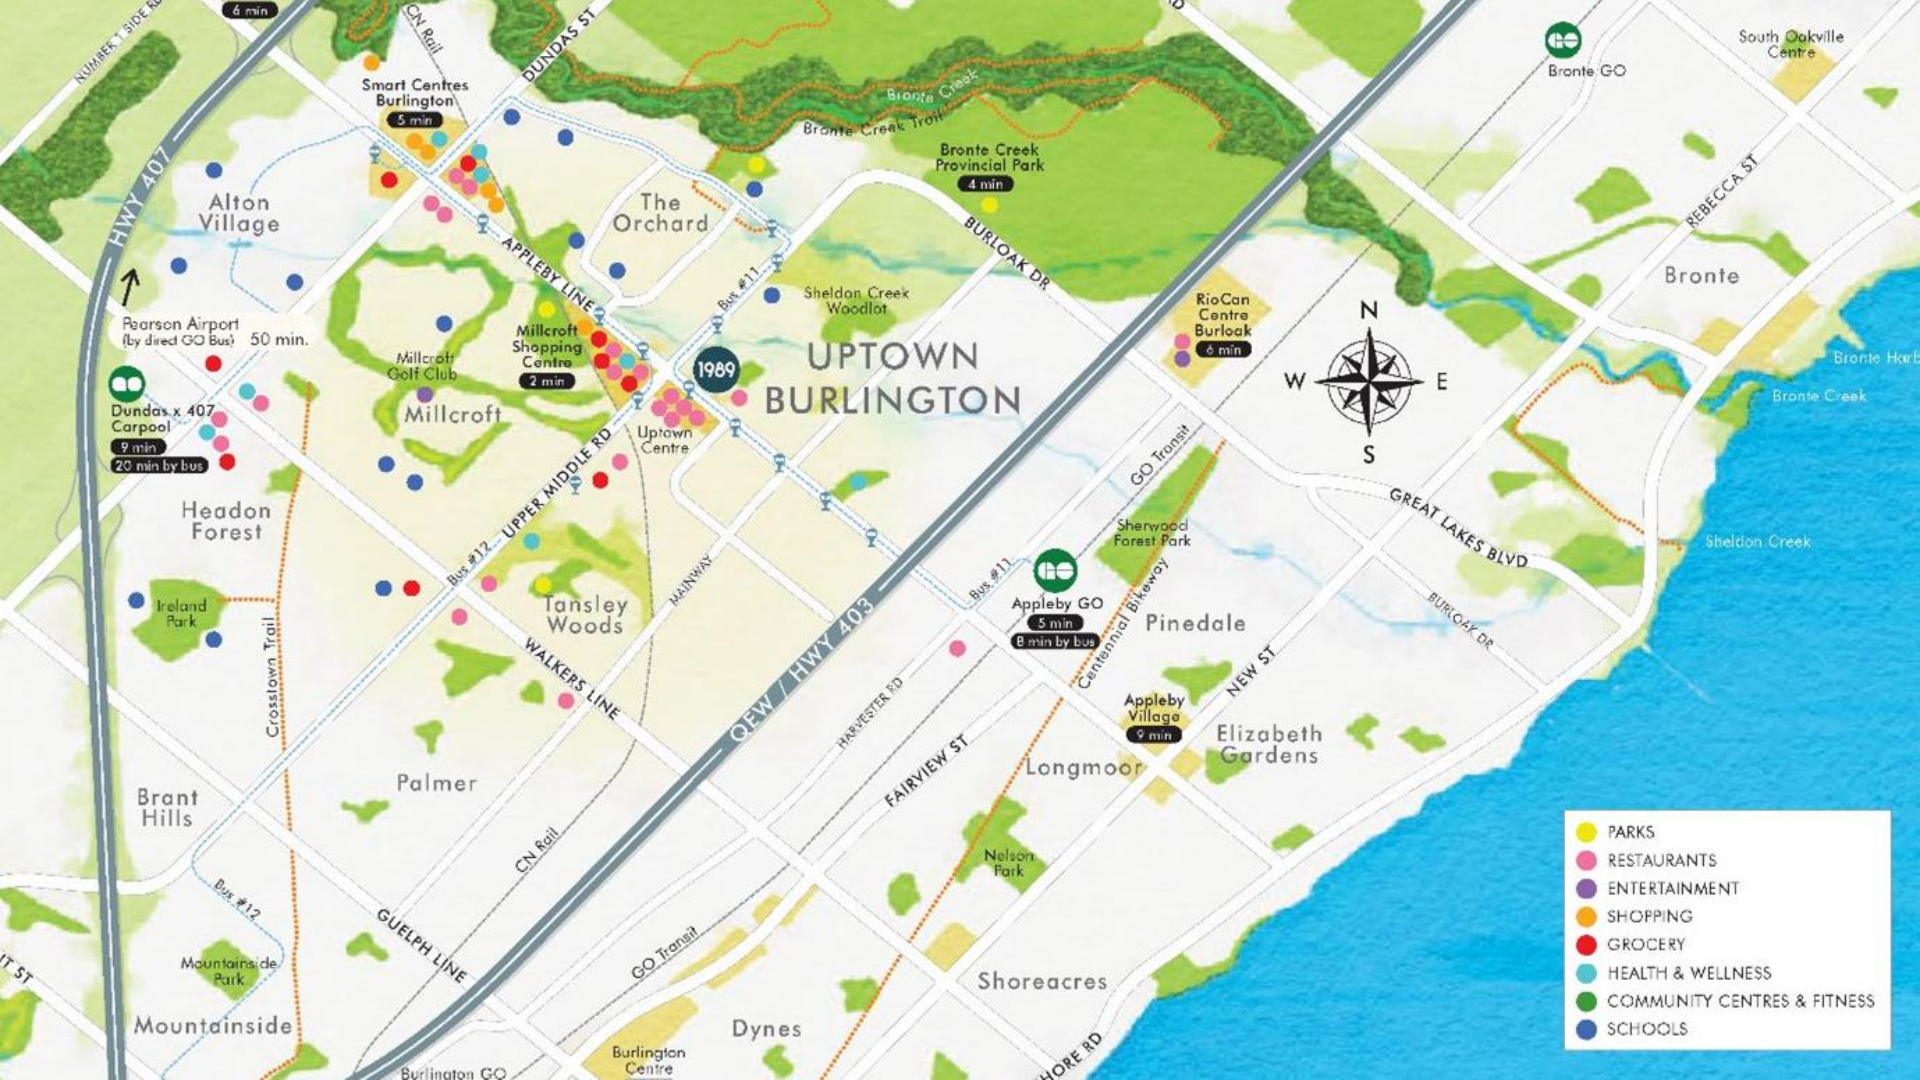 6 min
CN Rail
DUNDAS ST
Smart Centres
Burlington
5 min
HWY 407
Alton
Village
The
Orchard
Bronte Creek
Bronte Creek Trail
Bronte Creek
Provincial Park
4 min
BURLOAK DR
Bronte GO
South Oakville
Centre
REBECCA ST
Bronte
APPLEBY LINE
Bus #11
Sheldon Creek
Woodlot
RioCan
Centre
Burloak
6 min
N
W
E
S
Bronte Creek
Sheldon Creek
Pearson Airport
(by direct GO Bus)
50 min.
Dundas x 407
Carpool
9 min
20 min by bus
Millcroft
Golf Club
Millcroft
Millcroft
Shopping
Centre
2 min
1989
UPTOWN
BURLINGTON
Uptown
Centre
UPPER MIDDLE RD
Bus #12
Headon
Forest
Ireland
Park
Crosstown Trail
Tansley
Woods
MAINWAY
WALKERS LINE
QEW / HWY 403
GO Transit
Sherwood
Forest Park
GREAT LAKES BLVD
BURLOAK DR
Bus #11
Appleby GO
5 min
8 min by bus
Centennial Bikeway
Pinedale
NEW ST
HARVESTER RD
FAIRVIEW ST
Appleby
Village
9 min
Elizabeth
Gardens
Longmoor
Palmer
Brant
Hills
CN Rail
Bus #12
GUELPH LINE
GO Transit
Nelson
Park
Mountainside
Park
Mountainside
Shoreacres
Dynes
Burlington
Centre
Burlington GO
PARKS
RESTAURANTS
ENTERTAINMENT
SHOPPING
GROCERY
HEALTH & WELLNESS
COMMUNITY CENTRES & FITNESS
SCHOOLS